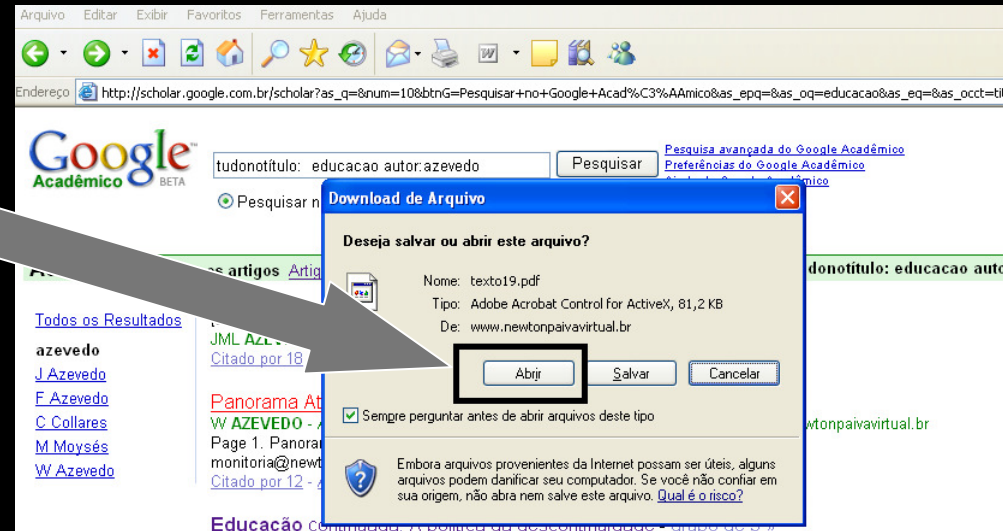 Arquivo Editar Exibir Favoritos Ferramentas Ajuda
Endereço http://scholar.google.com.br/scholar?as_q=&num=10&btnG=Pesquisar+no+Google+Acad%C3%AAmico&as_epq=&as_oq=educacao&as_eq=&as_occt=ti
Google
Acadêmico BETA
tudonotítulo: educacao autor:azevedo
Pesquisar
Pesquisa avançada do Google Acadêmico
Preferências do Google Acadêmico
Pesquisar n
Download de Arquivo
Deseja salvar ou abrir este arquivo?
Nome: texto19.pdf
Tipo: Adobe Acrobat Control for ActiveX, 81,2 KB
De: www.newtonpaivavirtual.br
Abrir Salvar Cancelar
Sempre perguntar antes de abrir arquivos deste tipo
Embora arquivos provenientes da Internet possam ser úteis, alguns
arquivos podem danificar seu computador. Se você não confiar em
sua origem, não abra nem salve este arquivo. Qual é o risco?
os artigos Artig
donotítulo: educacao auto
Todos os Resultados
azevedo
J Azevedo
F Azevedo
C Collares
M Moysés
W Azevedo
JML
Citado por 18
Panorama At
W AZEVEDO - A
wtonpaivavirtual.br
Page 1. Panora
monitoria@newt
Citado por 12 -
Educação